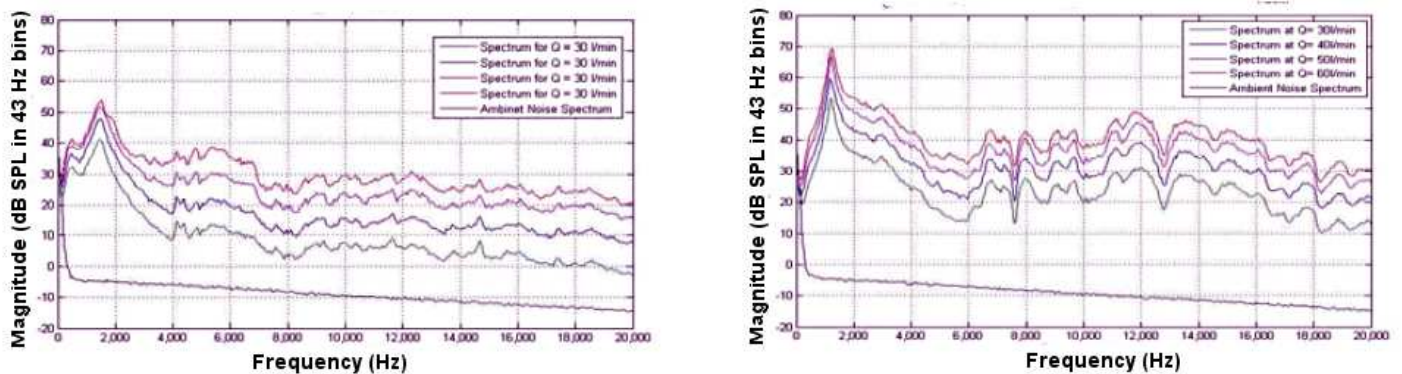 Magnitude (dB SPL in 43 Hz bins)
80
70
60
50
40
30
20
10
0
-10
-20
Spectrum for Q = 30 l/min
Spectrum for Q = 30 l/min
Spectrum for Q = 30 l/min
Spectrum for Q = 30 l/min
Ambinet Noise Spectrum
0 2,000 4,000 6,000 8,000 10,000 12,000 14,000 16,000 18,000 20,000
Frequency (Hz)
Magnitude (dB SPL in 43 Hz bins)
80
70
60
50
40
30
20
10
0
-10
-20
Spectrum at Q= 30l/min
Spectrum at Q= 40l/min
Spectrum at Q= 50l/min
Spectrum at Q= 60l/min
Ambient Noise Spectrum
0 2,000 4,000 6,000 8,000 10,000 12,000 14,000 16,000 18,000 20,000
Frequency (Hz)